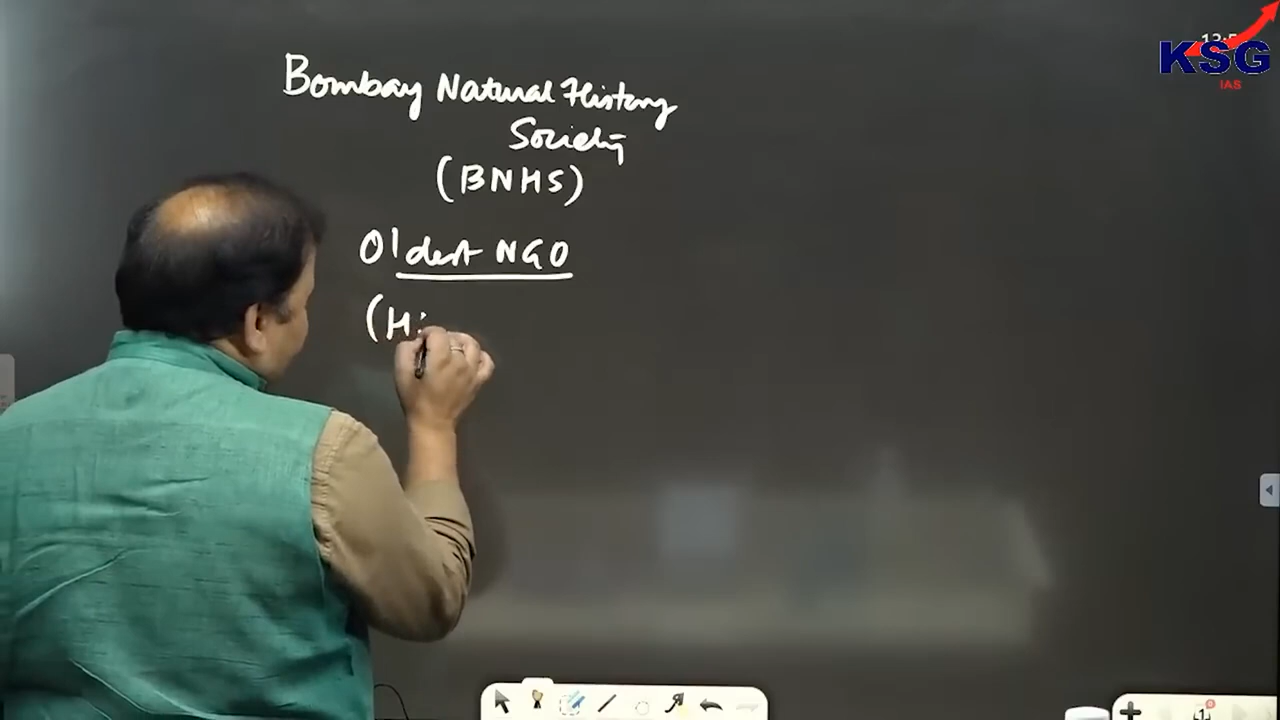 Bombay Natural History
Society
(BNHS)
Oldest NGO
(H
KSG
IAS